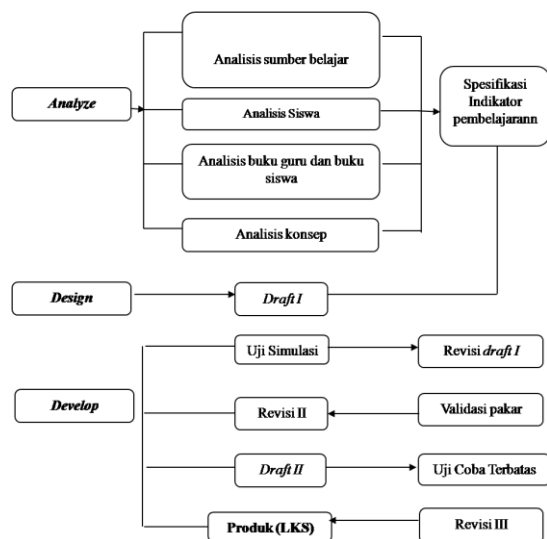 Analisis sumber belajar
Spesifikasi
Indikator
pembelajarann
Analyze
Analisis Siswa
Analisis buku guru dan buku
siswa
Analisis konsep
Design
Draft I
Uji Simulasi
Revisi draft I
Develop
Revisi II
Validasi pakar
Draft II
Uji Coba Terbatas
Produk (LKS)
Revisi III